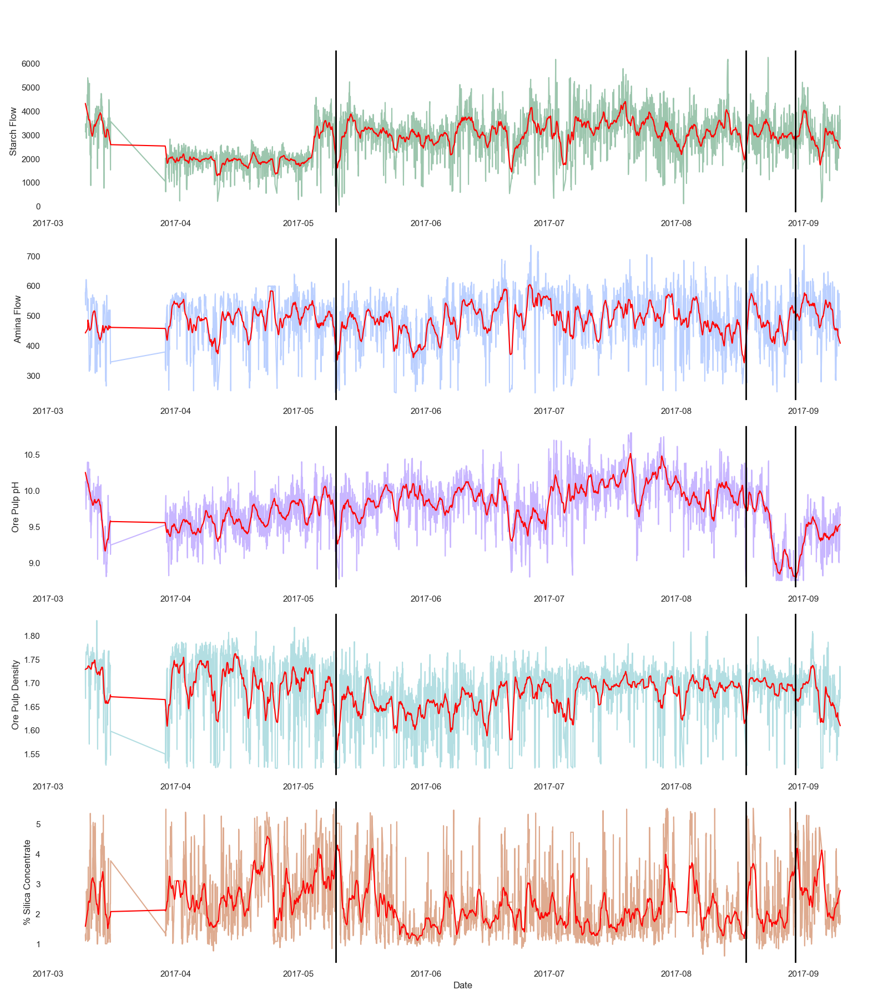 Starch Flow
6000
5000
4000
3000
2000
1000
0
2017-03 2017-04 2017-05 2017-06 2017-07 2017-08 2017-09
Amina Flow
700
600
500
400
300
2017-03 2017-04 2017-05 2017-06 2017-07 2017-08 2017-09
Ore Pulp pH
10.5
10.0
9.5
9.0
2017-03 2017-04 2017-05 2017-06 2017-07 2017-08 2017-09
Ore Pulp Density
1.80
1.75
1.70
1.65
1.60
1.55
2017-03 2017-04 2017-05 2017-06 2017-07 2017-08 2017-09
% Silica Concentrate
5
4
3
2
1
2017-03 2017-04 2017-05 2017-06 2017-07 2017-08 2017-09
Date